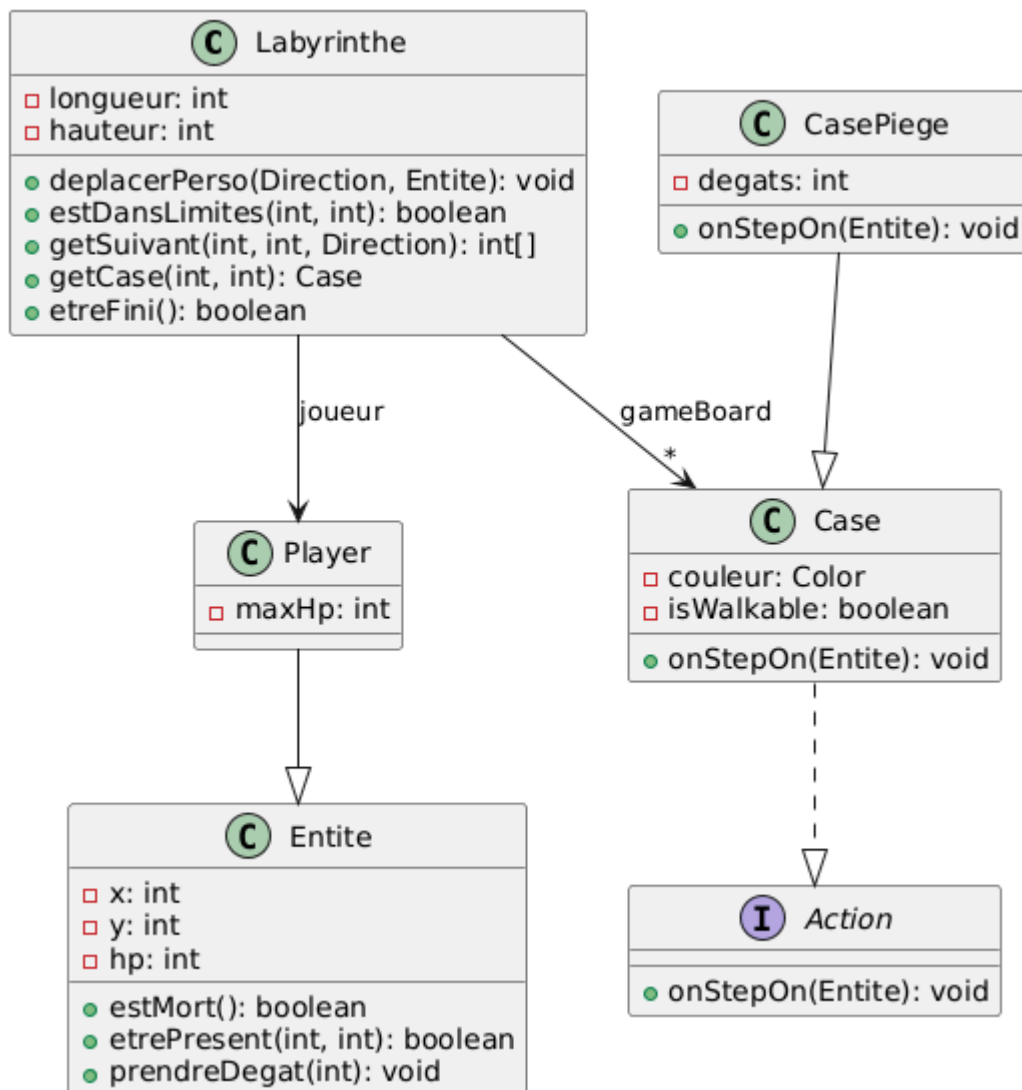 C Labyrinthe
longueur: int
hauteur: int
deplacerPerso(Direction, Entite): void
estDansLimites(int, int): boolean
getSuivant(int, int, Direction): int[]
getCase(int, int): Case
etreFini(): boolean
C CasePiege
degats: int
onStepOn(Entite): void
joueur
gameBoard
*
C Player
maxHp: int
C Case
couleur: Color
isWalkable: boolean
onStepOn(Entite): void
C Entite
x: int
y: int
hp: int
estMort(): boolean
etrePresent(int, int): boolean
prendreDegat(int): void
I Action
onStepOn(Entite): void